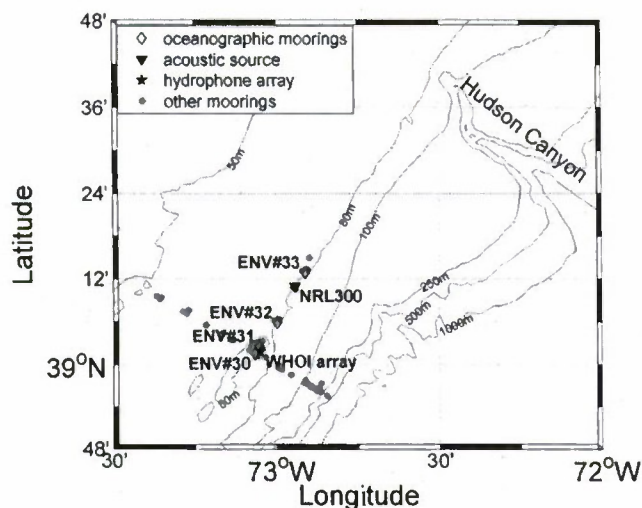 48'
oceanographic moorings
acoustic source
hydrophone array
other moorings
36'
Hudson Canyon
50m
24'
80m
100m
Latitude
ENV#33
12'
NRL300
250m
ENV#32
500m
1000m
ENV#31
ENV#30
WHOI array
39°N
48'
30'
73°W
30'
72°W
Longitude